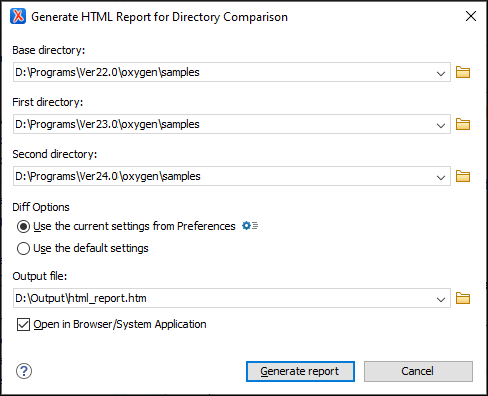 Generate HTML Report for Directory Comparison
Base directory:
D:\Programs\Ver22.0\oxygen\samples
First directory:
D:\Programs\Ver23.0\oxygen\samples
Second directory:
D:\Programs\Ver24.0\oxygen\samples
Diff Options
Use the current settings from Preferences
Use the default settings
Output file:
D:\Output\html_report.htm
Open in Browser/System Application
? Generate report Cancel